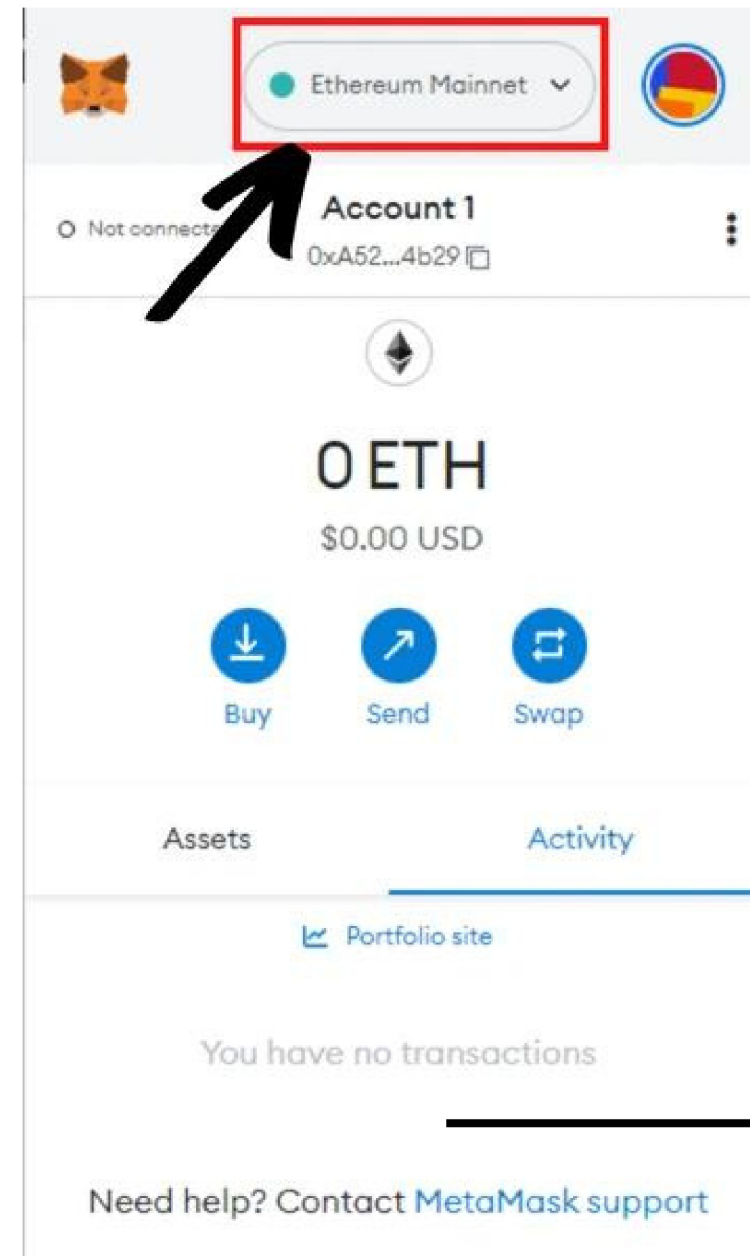 Ethereum Mainnet
Account 1
Not connecte
0xA52...4b29
0 ETH
$0.00 USD
Buy Send Swap
Assets Activity
Portfolio site
You have no transactions
Need help? Contact MetaMask support